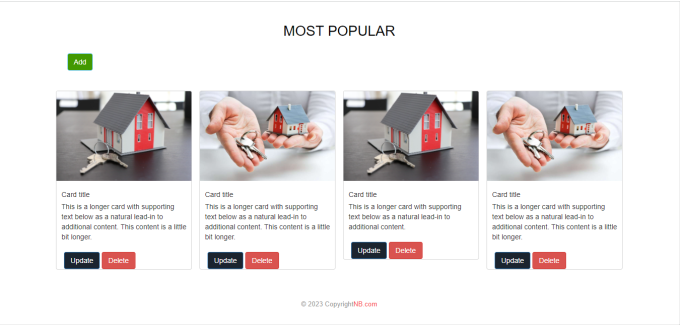 MOST POPULAR
Add
Card title
This is a longer card with supporting
text below as a natural lead-in to
additional content. This content is a little
bit longer.
Update Delete
Card title
This is a longer card with supporting
text below as a natural lead-in to
additional content. This content is a little
bit longer.
Update Delete
Card title
This is a longer card with supporting
text below as a natural lead-in to
additional content.
Update Delete
Card title
This is a longer card with supporting
text below as a natural lead-in to
additional content. This content is a little
bit longer.
Update Delete
© 2023 CopyrightNB.com